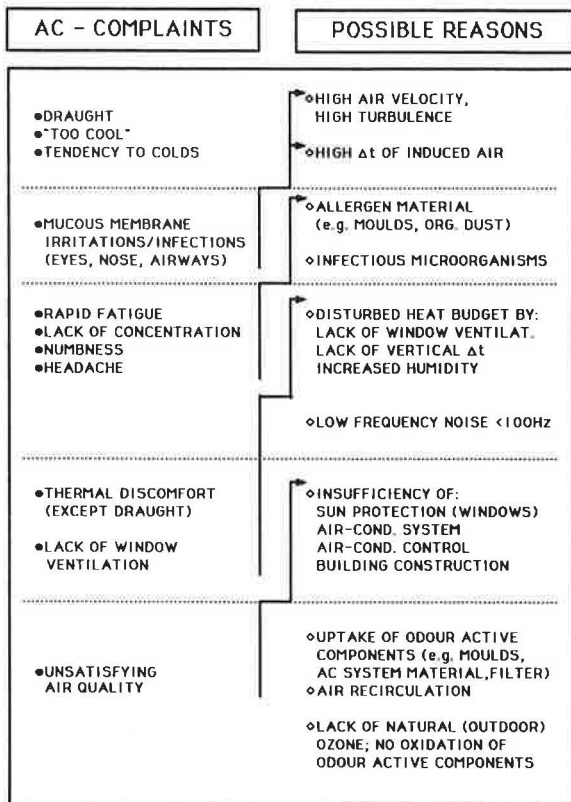 AC - COMPLAINTS
POSSIBLE REASONS
●DRAUGHT
●"TOO COOL"
●TENDENCY TO COLDS
◇HIGH AIR VELOCITY,
HIGH TURBULENCE
◇HIGH Δt OF INDUCED AIR
●MUCOUS MEMBRANE
IRRITATIONS/INFECTIONS
(EYES, NOSE, AIRWAYS)
◇ALLERGEN MATERIAL
(e.g. MOULDS, ORG. DUST)
◇INFECTIOUS MICROORGANISMS
●RAPID FATIGUE
●LACK OF CONCENTRATION
●NUMBNESS
●HEADACHE
◇DISTURBED HEAT BUDGET BY:
LACK OF WINDOW VENTILAT.
LACK OF VERTICAL Δt
INCREASED HUMIDITY
◇LOW FREQUENCY NOISE <100Hz
●THERMAL DISCOMFORT
(EXCEPT DRAUGHT)
●LACK OF WINDOW
VENTILATION
◇INSUFFICIENCY OF:
SUN PROTECTION (WINDOWS)
AIR-COND. SYSTEM
AIR-COND. CONTROL
BUILDING CONSTRUCTION
●UNSATISFYING
AIR QUALITY
◇UPTAKE OF ODOUR ACTIVE
COMPONENTS (e.g. MOULDS,
AC SYSTEM MATERIAL,FILTER)
◇AIR RECIRCULATION
◇LACK OF NATURAL (OUTDOOR)
OZONE; NO OXIDATION OF
ODOUR ACTIVE COMPONENTS